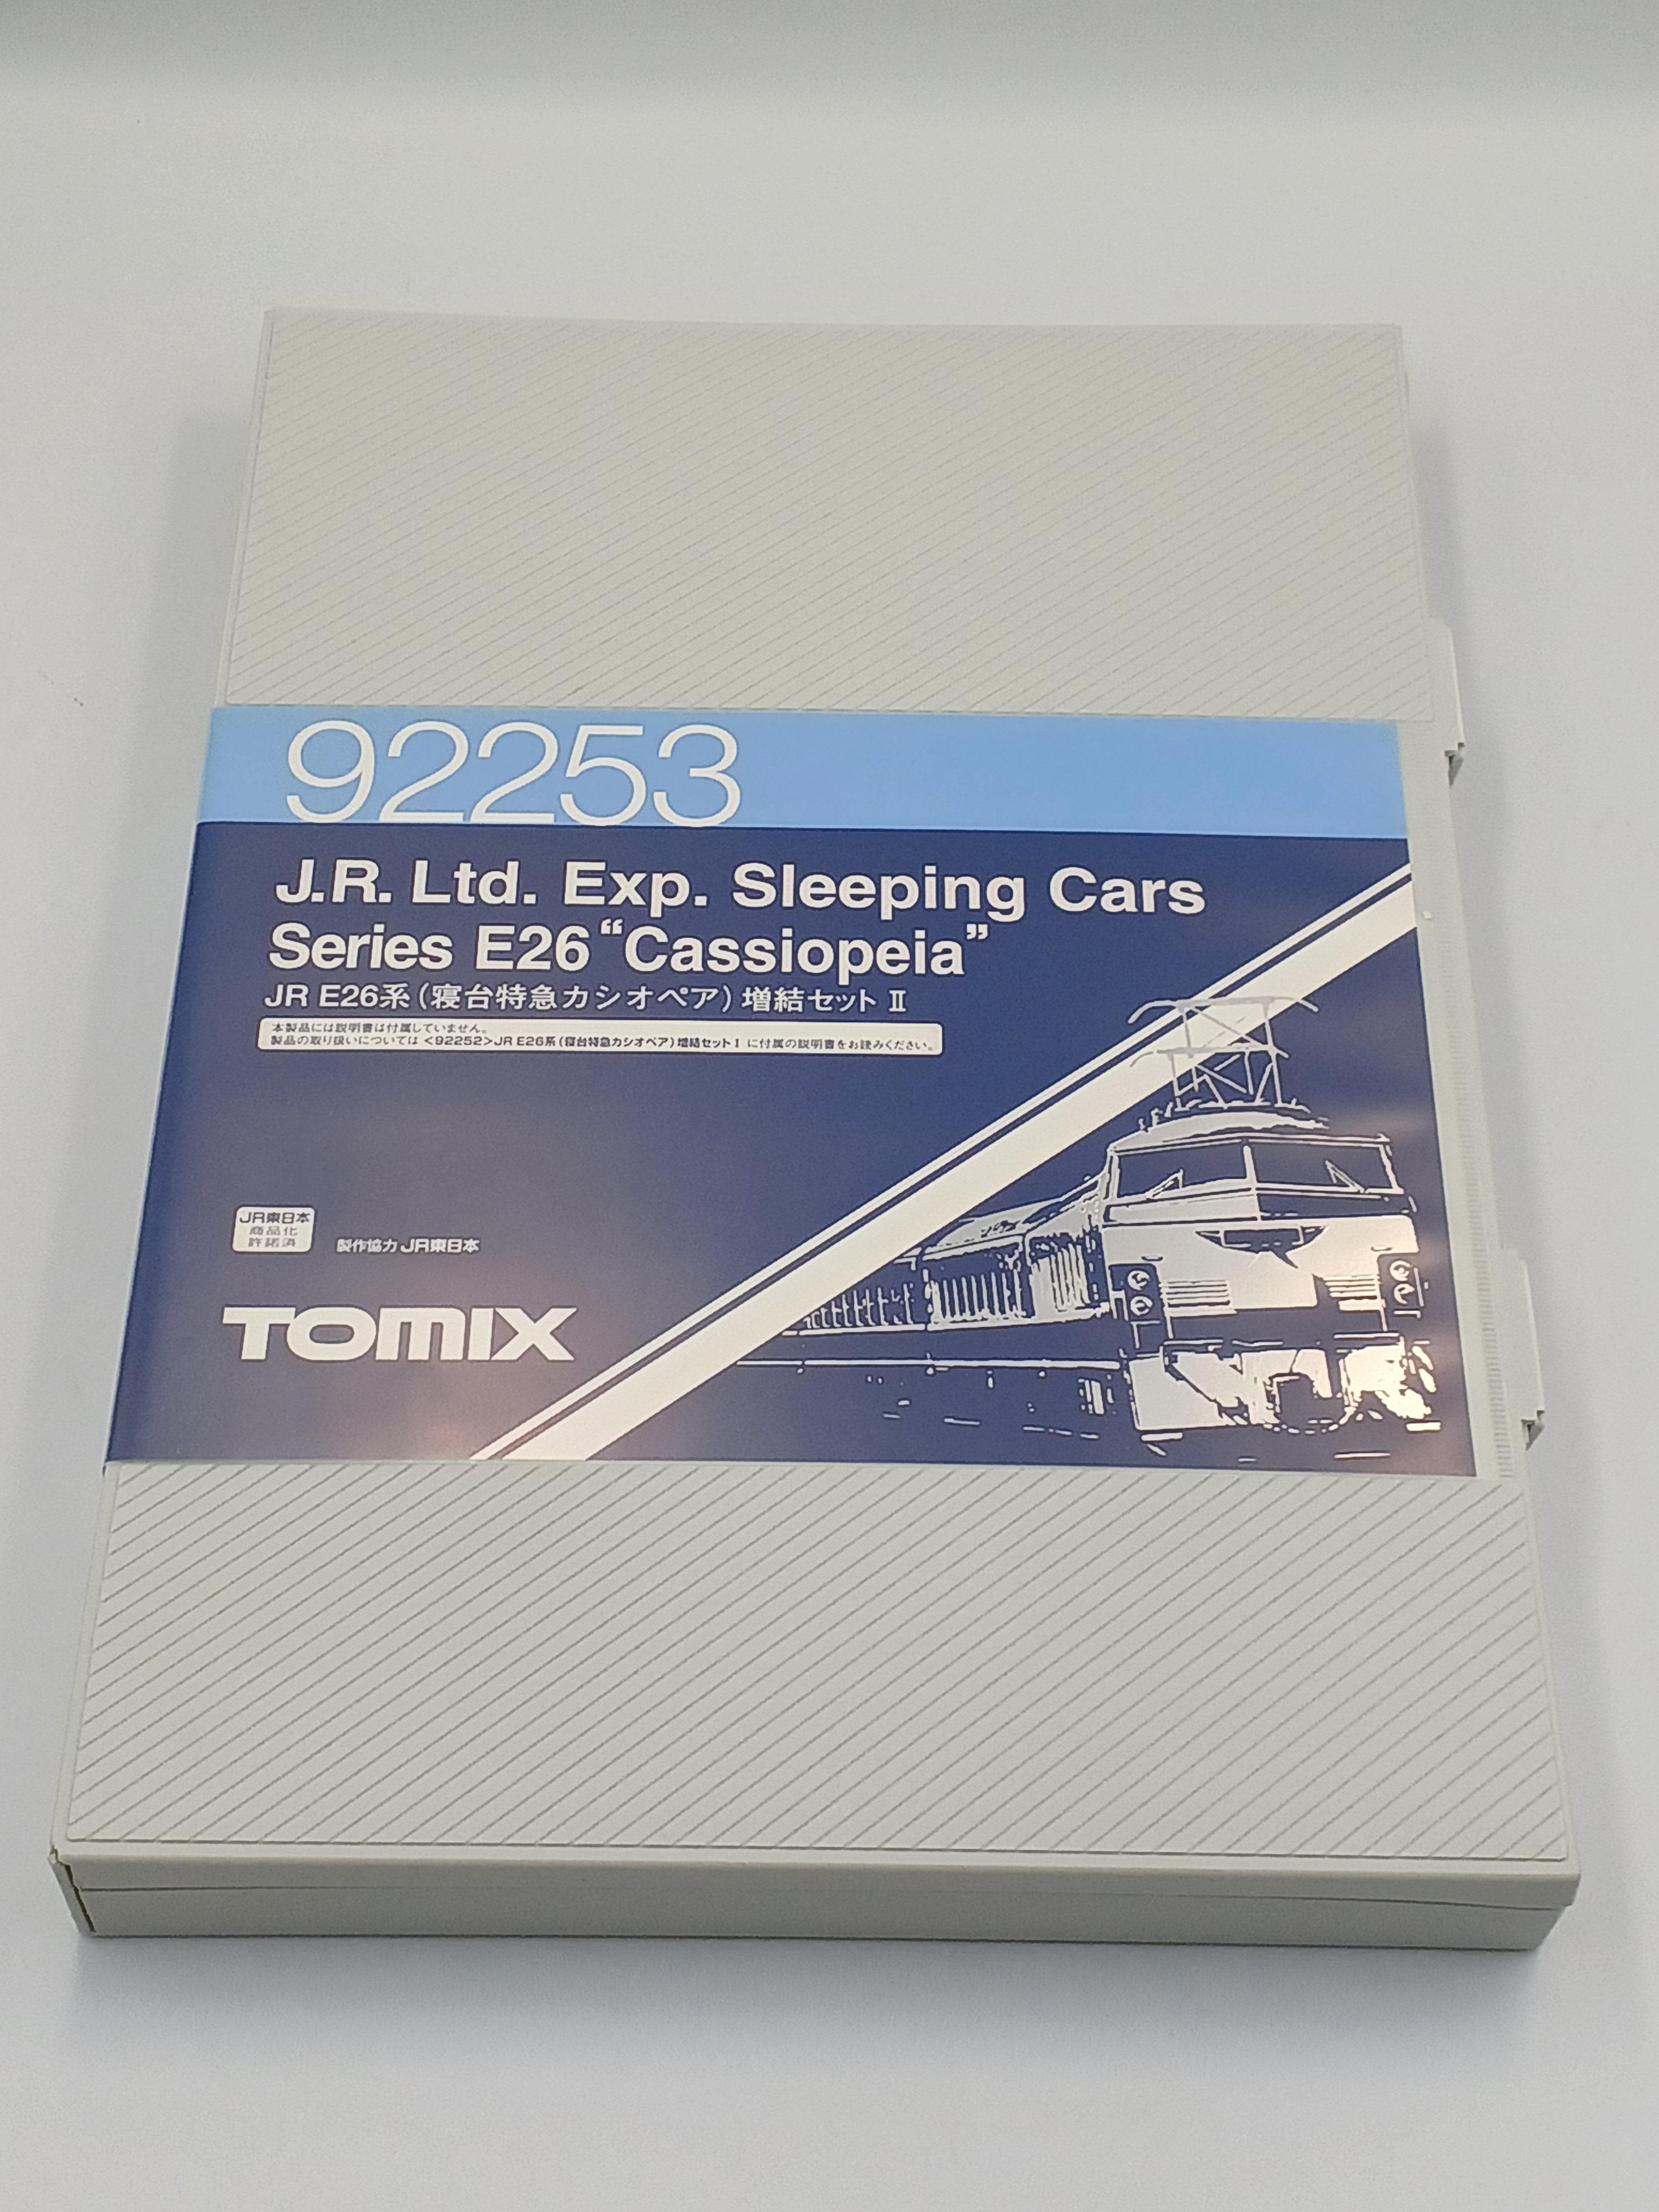 92253
J.R. Ltd. Exp. Sleeping Cars
Series E26 “Cassiopeia”
JR E26系(寝台特急カシオペア)増結セットⅡ
本製品には説明書は付属していません。
製品の取り扱いについては <92252>JR E26系(寝台特急カシオペア)増結セットⅠ に付属の説明書をお読みください。
JR東日本
商品化
許諾済
製作協力 JR東日本
TOMIX